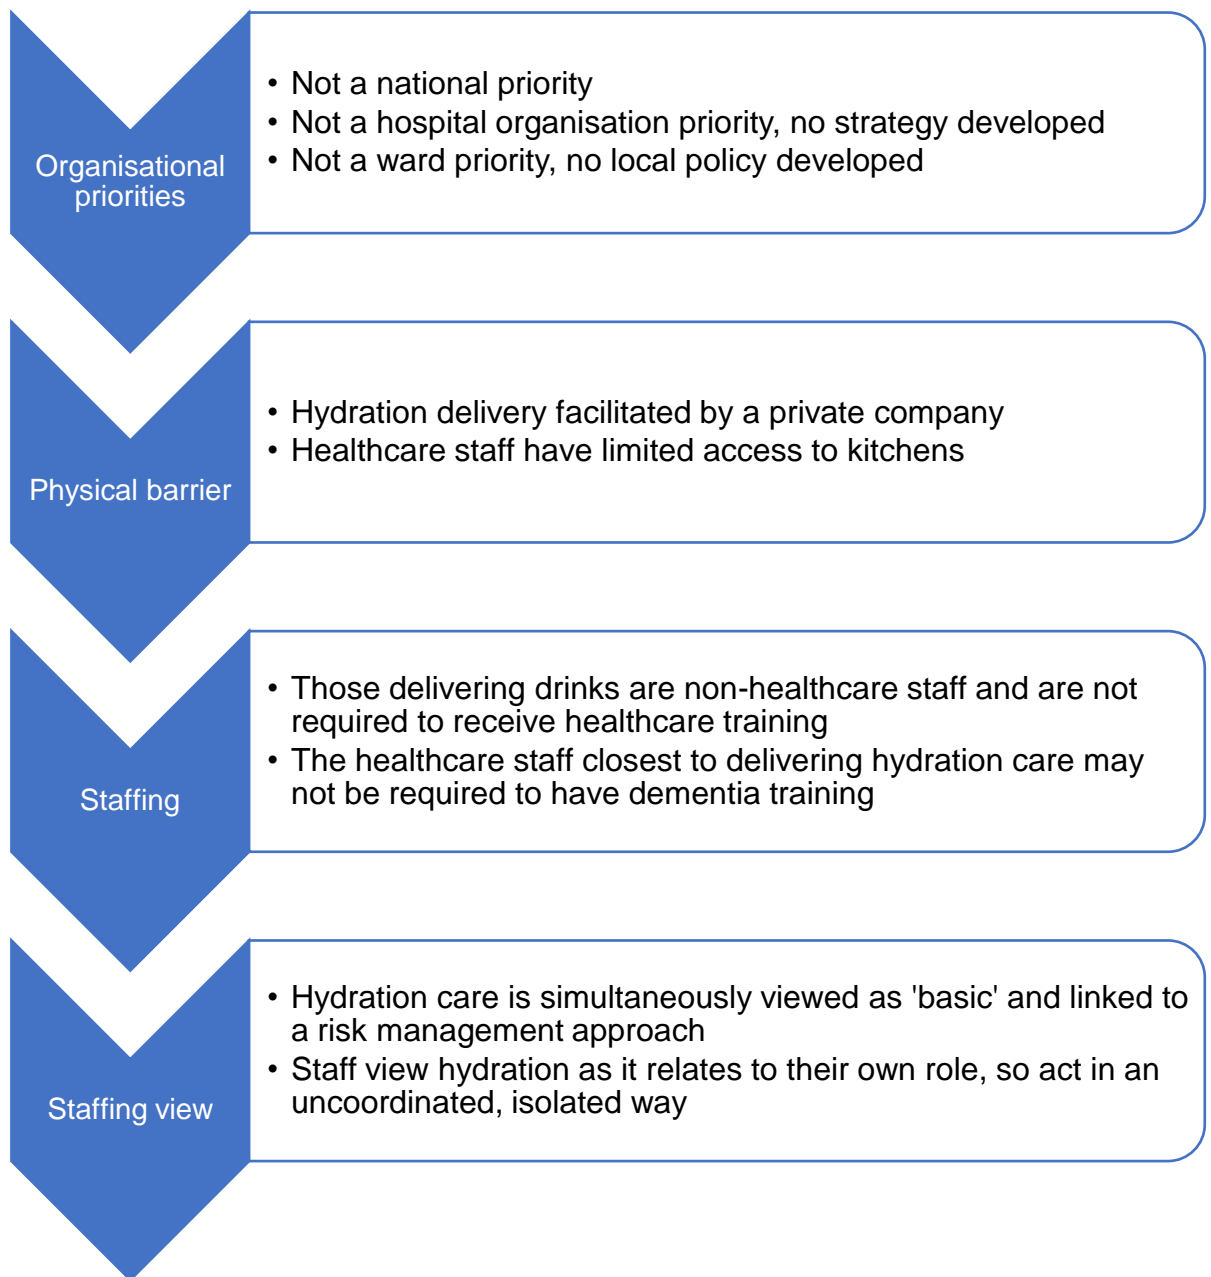 Organisational
priorities
• Not a national priority
• Not a hospital organisation priority, no strategy developed
• Not a ward priority, no local policy developed
Physical barrier
• Hydration delivery facilitated by a private company
• Healthcare staff have limited access to kitchens
Staffing
• Those delivering drinks are non-healthcare staff and are not
required to receive healthcare training
• The healthcare staff closest to delivering hydration care may
not be required to have dementia training
Staffing view
• Hydration care is simultaneously viewed as 'basic' and linked to
a risk management approach
• Staff view hydration as it relates to their own role, so act in an
uncoordinated, isolated way